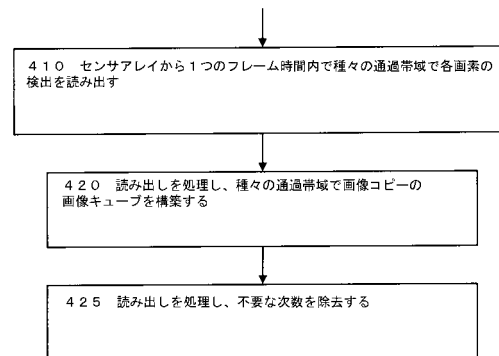 410 センサアレイから1つのフレーム時間内で種々の通過帯域で各画素の
検出を読み出す
420 読み出しを処理し、種々の通過帯域で画像コピーの
画像キューブを構築する
425 読み出しを処理し、不要な次数を除去する